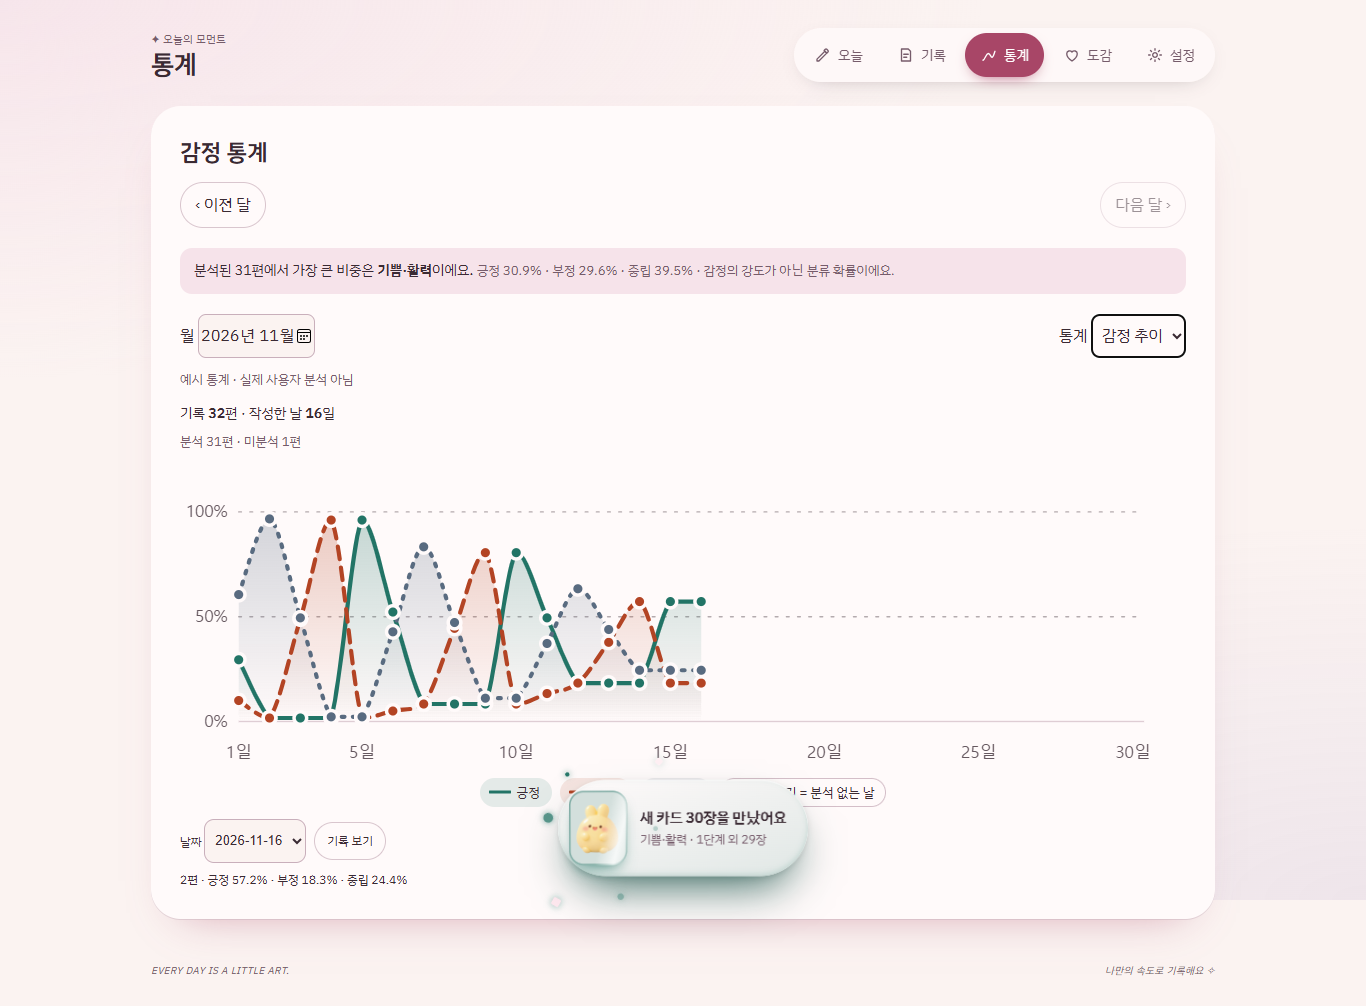 ✦ 오늘의 모먼트
통계
오늘
기록
통계
도감
설정
감정 통계
‹ 이전 달
다음 달 ›
분석된 31편에서 가장 큰 비중은 기쁨·활력이에요. 긍정 30.9% · 부정 29.6% · 중립 39.5% · 감정의 강도가 아닌 분류 확률이에요.
월 2026년 11월
통계 감정 추이
예시 통계 · 실제 사용자 분석 아님
기록 32편 · 작성한 날 16일
분석 31편 · 미분석 1편
100%
50%
0%
1일 5일 10일 15일 20일 25일 30일
긍정
= 분석 없는 날
새 카드 30장을 만났어요
기쁨·활력 · 1단계 외 29장
날짜 2026-11-16 기록 보기
2편 · 긍정 57.2% · 부정 18.3% · 중립 24.4%
EVERY DAY IS A LITTLE ART.
나만의 속도로 기록해요 ✧